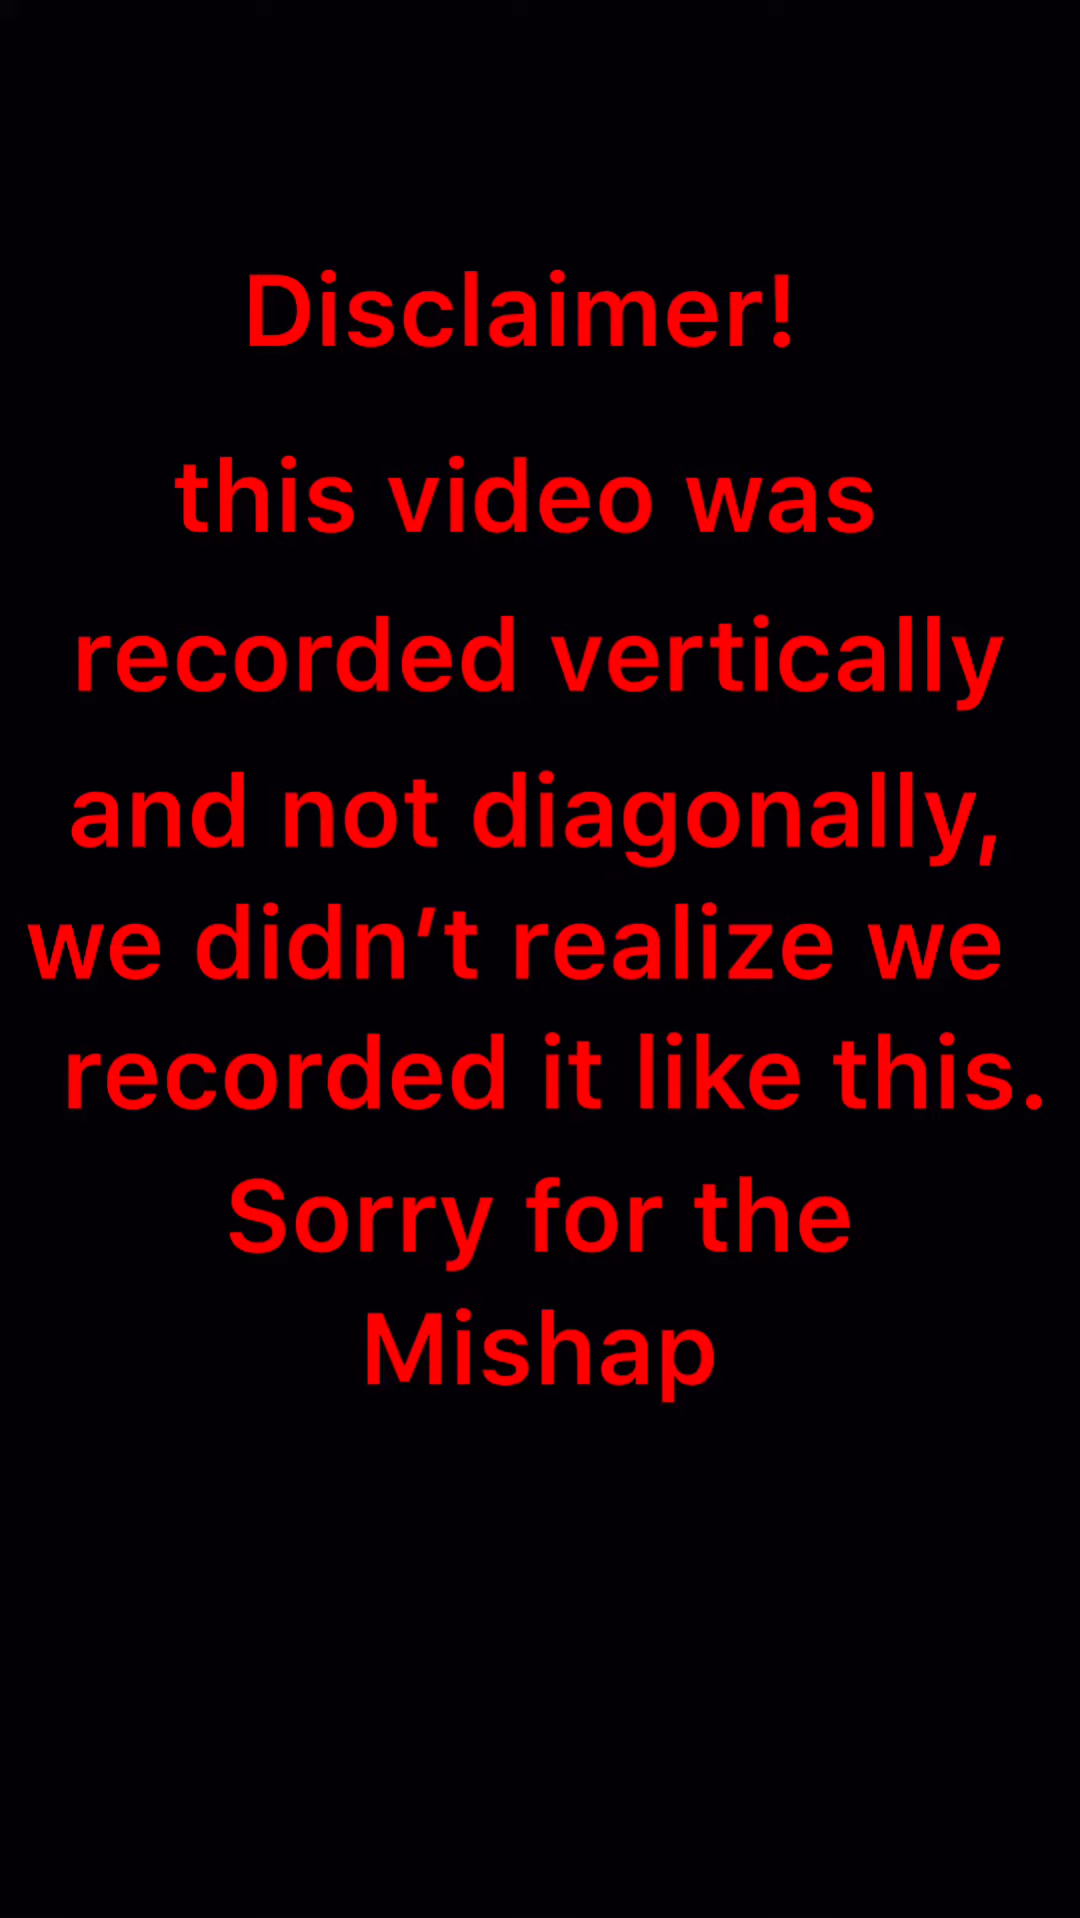 Disclaimer!
this video was
recorded vertically
and not diagonally,
we didn’t realize we
recorded it like this.
Sorry for the
Mishap